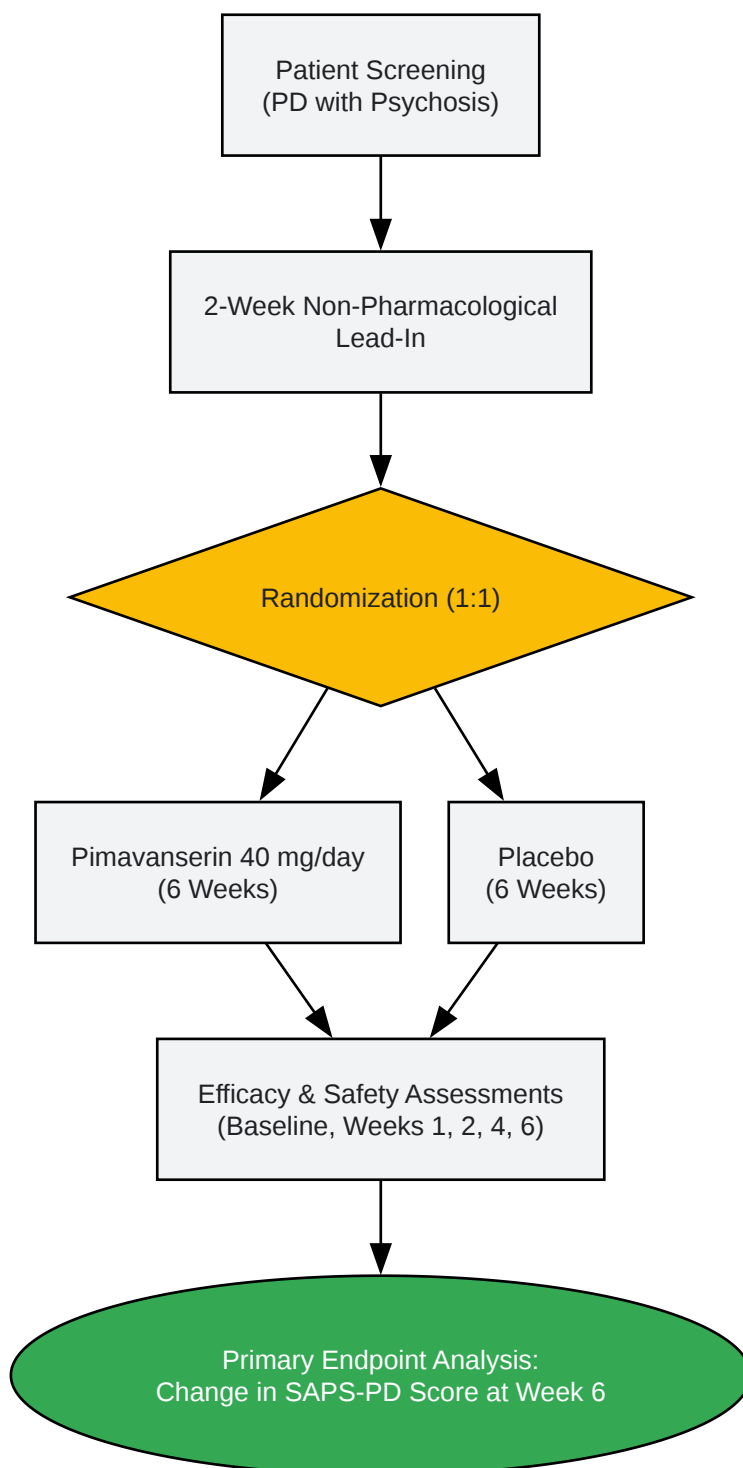 Patient Screening
(PD with Psychosis)
2-Week Non-Pharmacological
Lead-In
Randomization (1:1)
Pimavanserin 40 mg/day
(6 Weeks)
Placebo
(6 Weeks)
Efficacy & Safety Assessments
(Baseline, Weeks 1, 2, 4, 6)
Primary Endpoint Analysis:
Change in SAPS-PD Score at Week 6